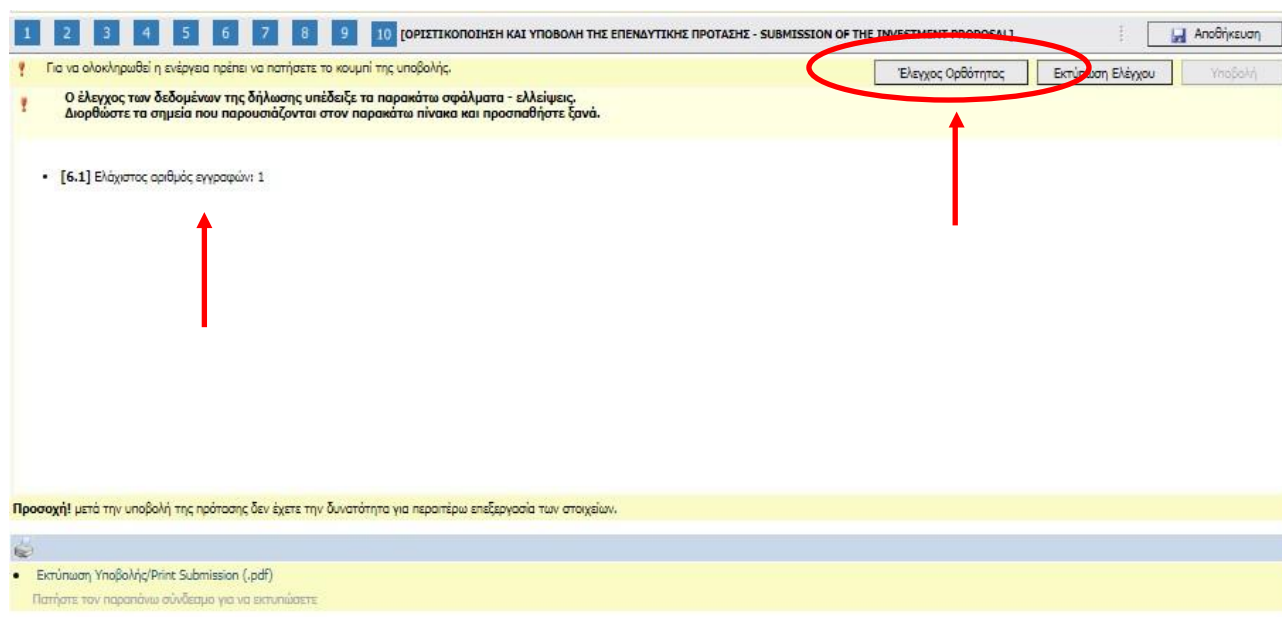 1 2 3 4 5 6 7 8 9 10 [ΟΡΙΣΤΙΚΟΠΟΙΗΣΗ ΚΑΙ ΥΠΟΒΟΛΗ ΤΗΣ ΕΠΕΝΔΥΤΙΚΗΣ ΠΡΟΤΑΣΗΣ - SUBMISSION OF THE INVESTMENT PROPOSAL] Αποθήκευση
Για να ολοκληρωθεί η ενέργεια πρέπει να πατήσετε το κουμπί της υποβολής. Έλεγχος Ορθότητας Εκτύπωση Ελέγχου Υποβολή
Ο έλεγχος των δεδομένων της δήλωσης υπέδειξε τα παρακάτω σφάλματα - ελλείψεις.
Διορθώστε τα σημεία που παρουσιάζονται στον παρακάτω πίνακα και προσπαθήστε ξανά.
• [6.1] Ελάχιστος αριθμός εγγραφών: 1
Προσοχή! μετά την υποβολή της πρότασης δεν έχετε την δυνατότητα για περαιτέρω επεξεργασία των στοιχείων.
• Εκτύπωση Υποβολής/Print Submission (.pdf)
Πατήστε τον παραπάνω σύνδεσμο για να εκτυπώσετε